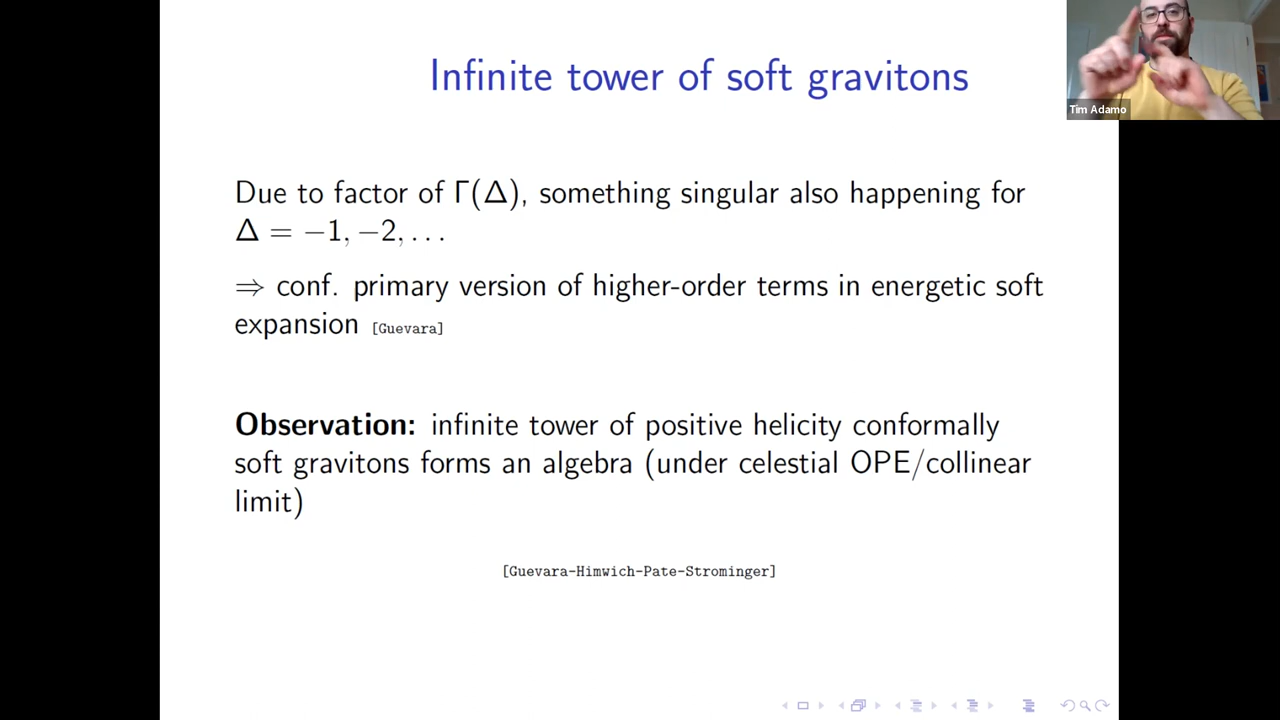 Infinite tower of soft gravitons
Tim Adamo
Due to factor of Γ(Δ), something singular also happening for
Δ = −1, −2, . . .
⇒ conf. primary version of higher-order terms in energetic soft
expansion [Guevara]
Observation: infinite tower of positive helicity conformally
soft gravitons forms an algebra (under celestial OPE/collinear
limit)
[Guevara-Himwich-Pate-Strominger]